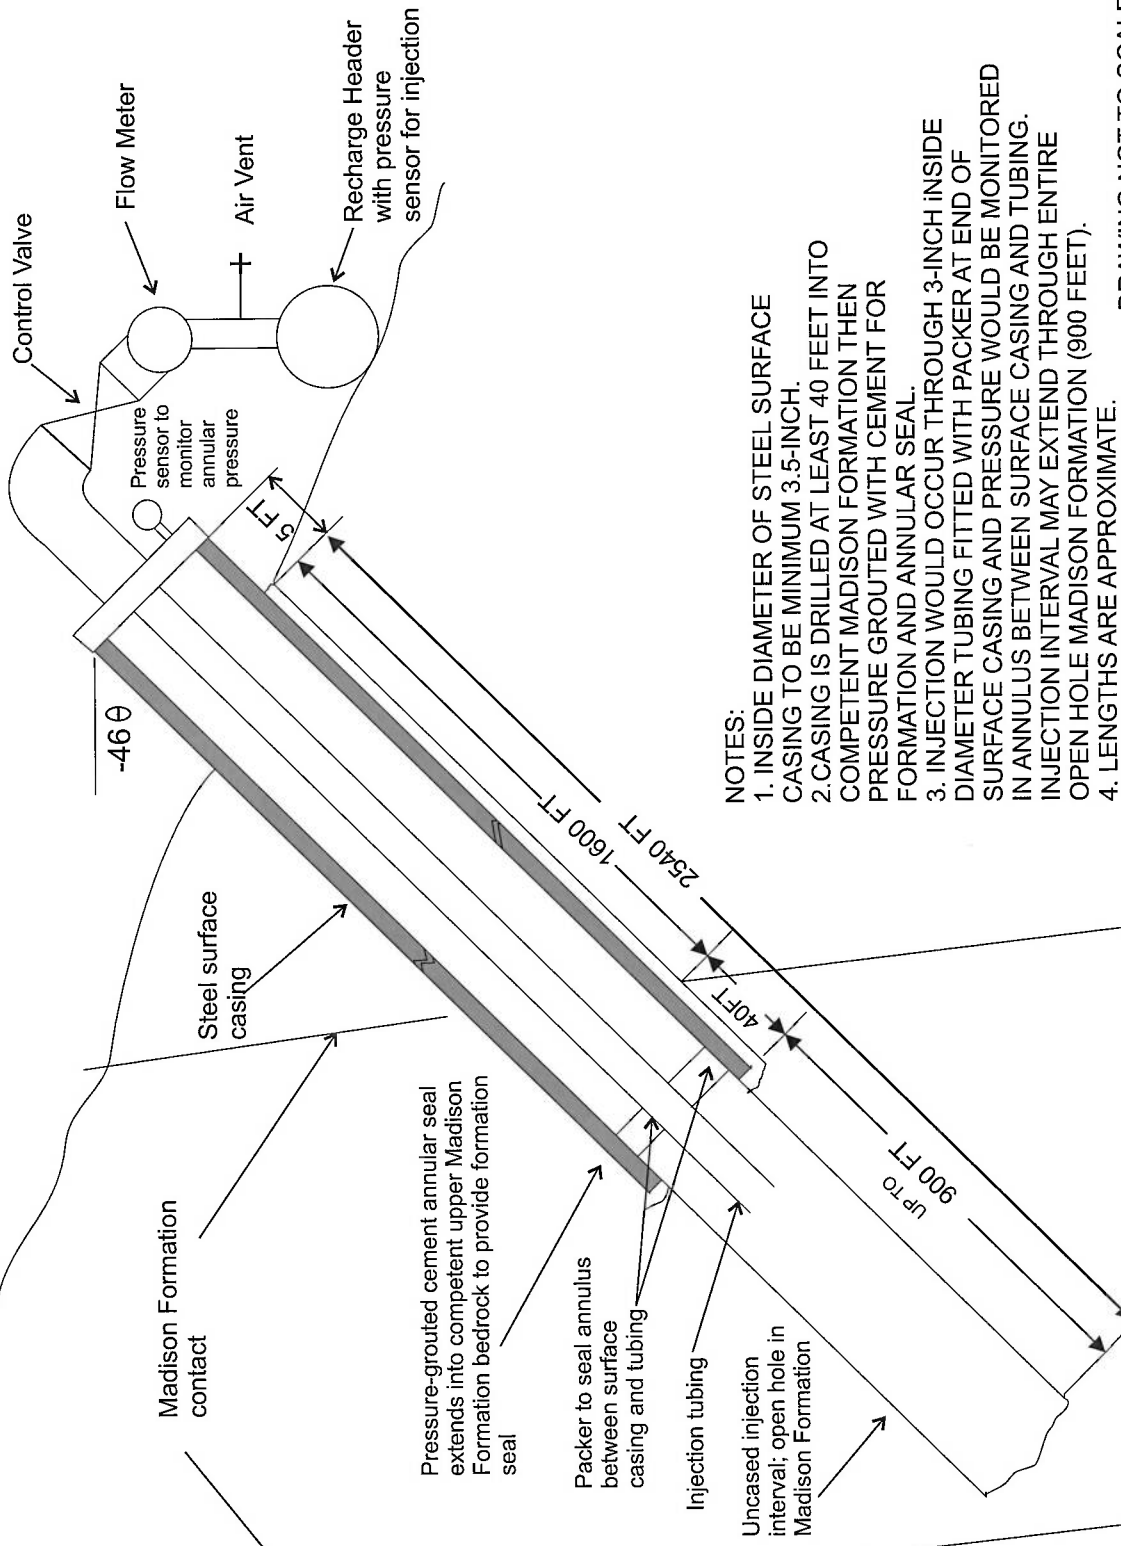 Control Valve
Flow Meter
Air Vent
Recharge Header
with pressure
sensor for injection
Pressure
sensor to
monitor
annular
pressure
5 FT
-46θ
Steel surface
casing
Madison Formation
contact
Pressure-grouted cement annular seal
extends into competent upper Madison
Formation bedrock to provide formation
seal
Packer to seal annulus
between surface
casing and tubing
Injection tubing
Uncased injection
interval; open hole in
Madison Formation
1600 FT
2540 FT
40FT
UP TO
900 FT
NOTES:
1. INSIDE DIAMETER OF STEEL SURFACE
CASING TO BE MINIMUM 3.5-INCH.
2.CASING IS DRILLED AT LEAST 40 FEET INTO
COMPETENT MADISON FORMATION THEN
PRESSURE GROUTED WITH CEMENT FOR
FORMATION AND ANNULAR SEAL.
3. INJECTION WOULD OCCUR THROUGH 3-INCH INSIDE
DIAMETER TUBING FITTED WITH PACKER AT END OF
SURFACE CASING AND PRESSURE WOULD BE MONITORED
IN ANNULUS BETWEEN SURFACE CASING AND TUBING.
INJECTION INTERVAL MAY EXTEND THROUGH ENTIRE
OPEN HOLE MADISON FORMATION (900 FEET).
4. LENGTHS ARE APPROXIMATE.
DRAWING NOT TO SCALE